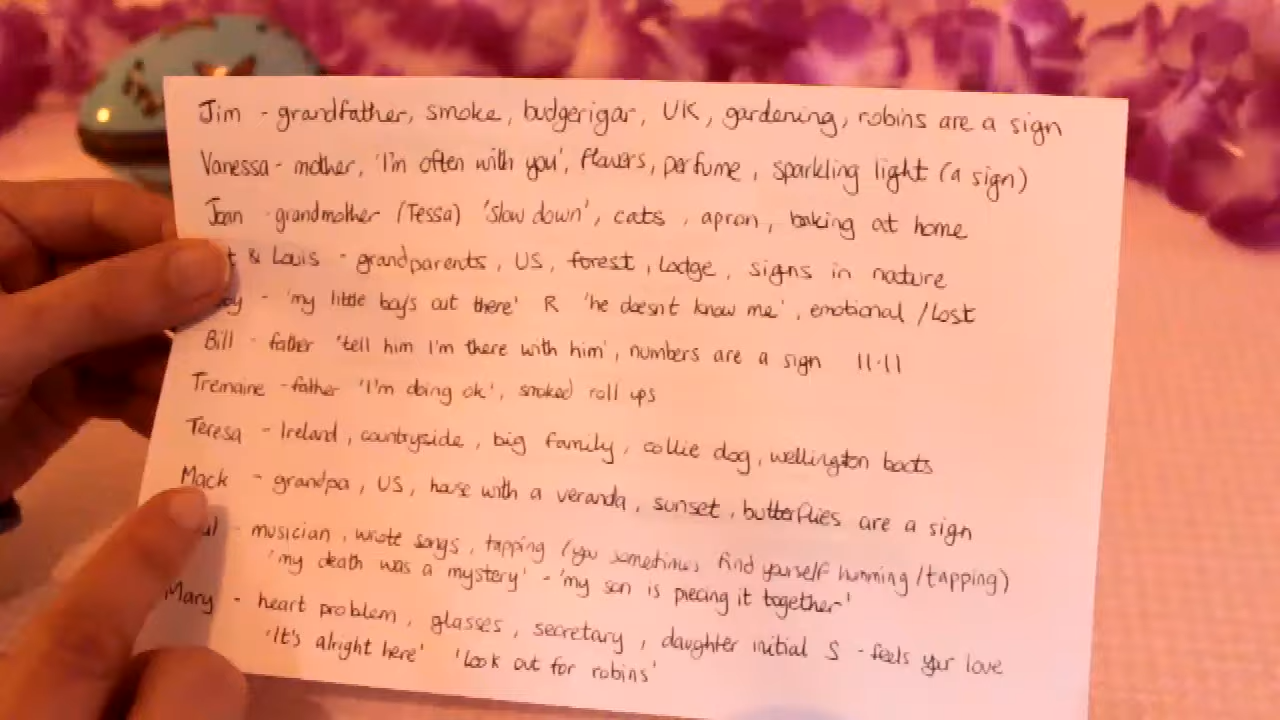 Jim - grandfather, smoke, budgerigar, UK, gardening, robins are a sign
Vanessa - mother, 'I'm often with you', flowers, perfume, sparkling light (a sign)
Joan - grandmother (Tessa) 'slow down', cats, apron, baking at home
& Louis - grandparents, US, forest, lodge, signs in nature
- 'my little boy's out there' R 'he doesn't know me', emotional / lost
Bill - father 'tell him I'm there with him', numbers are a sign 11.11
Tremaine - father 'I'm doing ok', smoked roll ups
Teresa - Ireland, countryside, big family, collie dog, wellington boots
Mack - grandpa, US, house with a veranda, sunset, butterflies are a sign
- musician, wrote songs, tapping (you sometimes find yourself humming/tapping)
'my death was a mystery' - 'my son is piecing it together'
Mary - heart problem, glasses, secretary, daughter initial S - feels your love
'It's alright here' 'Look out for robins'